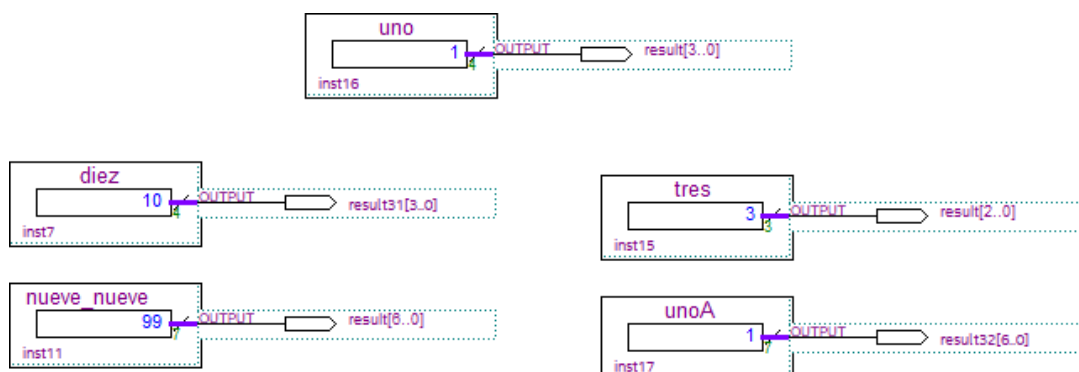 uno
1 OUTPUT result[3..0]
4
inst16
diez
10 OUTPUT result31[3..0]
4
inst7
tres
3 OUTPUT result[2..0]
3
inst15
nueve_nueve
99 OUTPUT result[6..0]
7
inst11
unoA
1 OUTPUT result32[6..0]
7
inst17